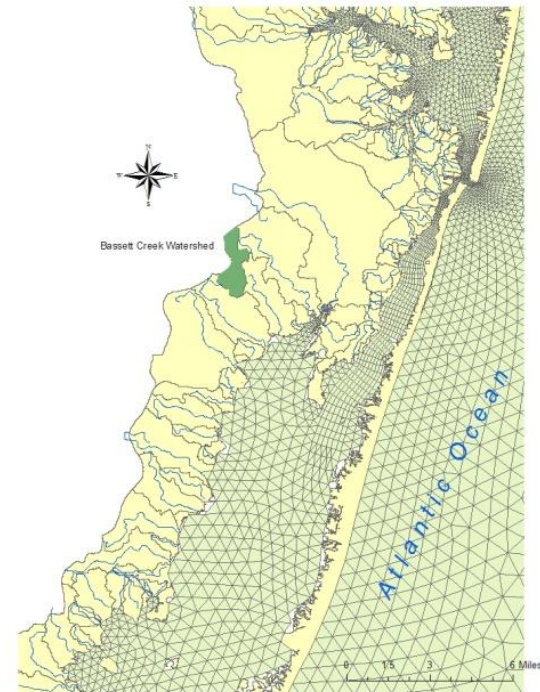 N
W E
S
Bassett Creek Watershed
Atlantic Ocean
0 1.5 3 6 Miles